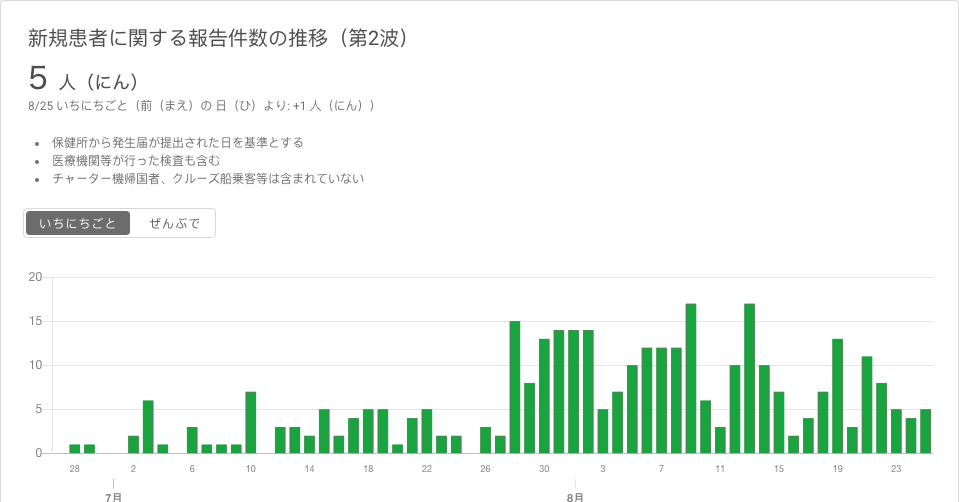 新規患者に関する報告件数の推移（第2波）
5 人（にん）
8/25 いちにちごと（前（まえ）の 日（ひ）より: +1 人（にん））
• 保健所から発生届が提出された日を基準とする
• 医療機関等が行った検査も含む
• チャーター機帰国者、クルーズ船乗客等は含まれていない
いちにちごと ぜんぶで
20
15
10
5
0
28 2 6 10 14 18 22 26 30 3 7 11 15 19 23
7月 8月